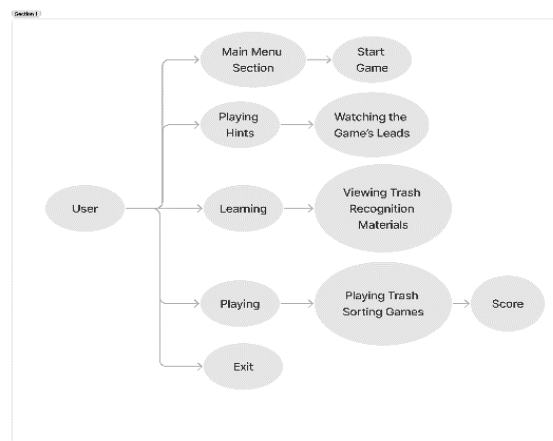 Section 1
Main Menu
Section
Start
Game
Playing
Hints
Watching the
Game's Leads
User
Learning
Viewing Trash
Recognition
Materials
Playing
Playing Trash
Sorting Games
Score
Exit